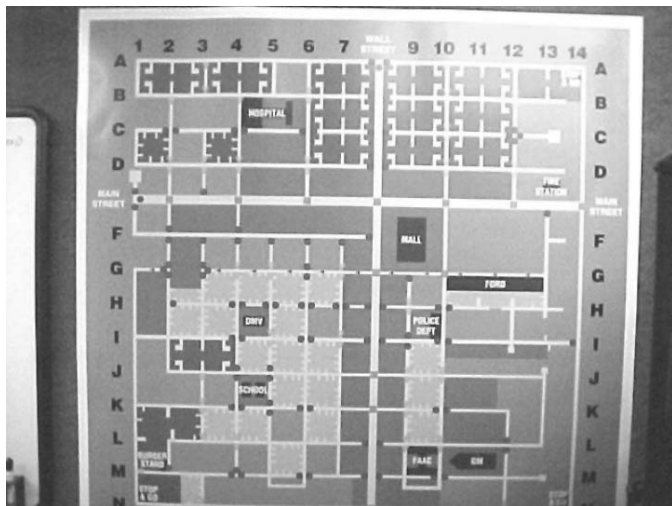 WALL
STREET
1 2 3 4 5 6 7 9 10 11 12 13 14
A A
B B
HOSPITAL
C C
D D
FIRE
STATION
MAIN
STREET
MAIN
STREET
F F
MALL
G G
FORD
H H
DMV
POLICE
DEPT
I I
J J
SCHOOL
K K
L L
BURGER
STAND
FAAC
GM
M M
STOP
& GO
N
STOP